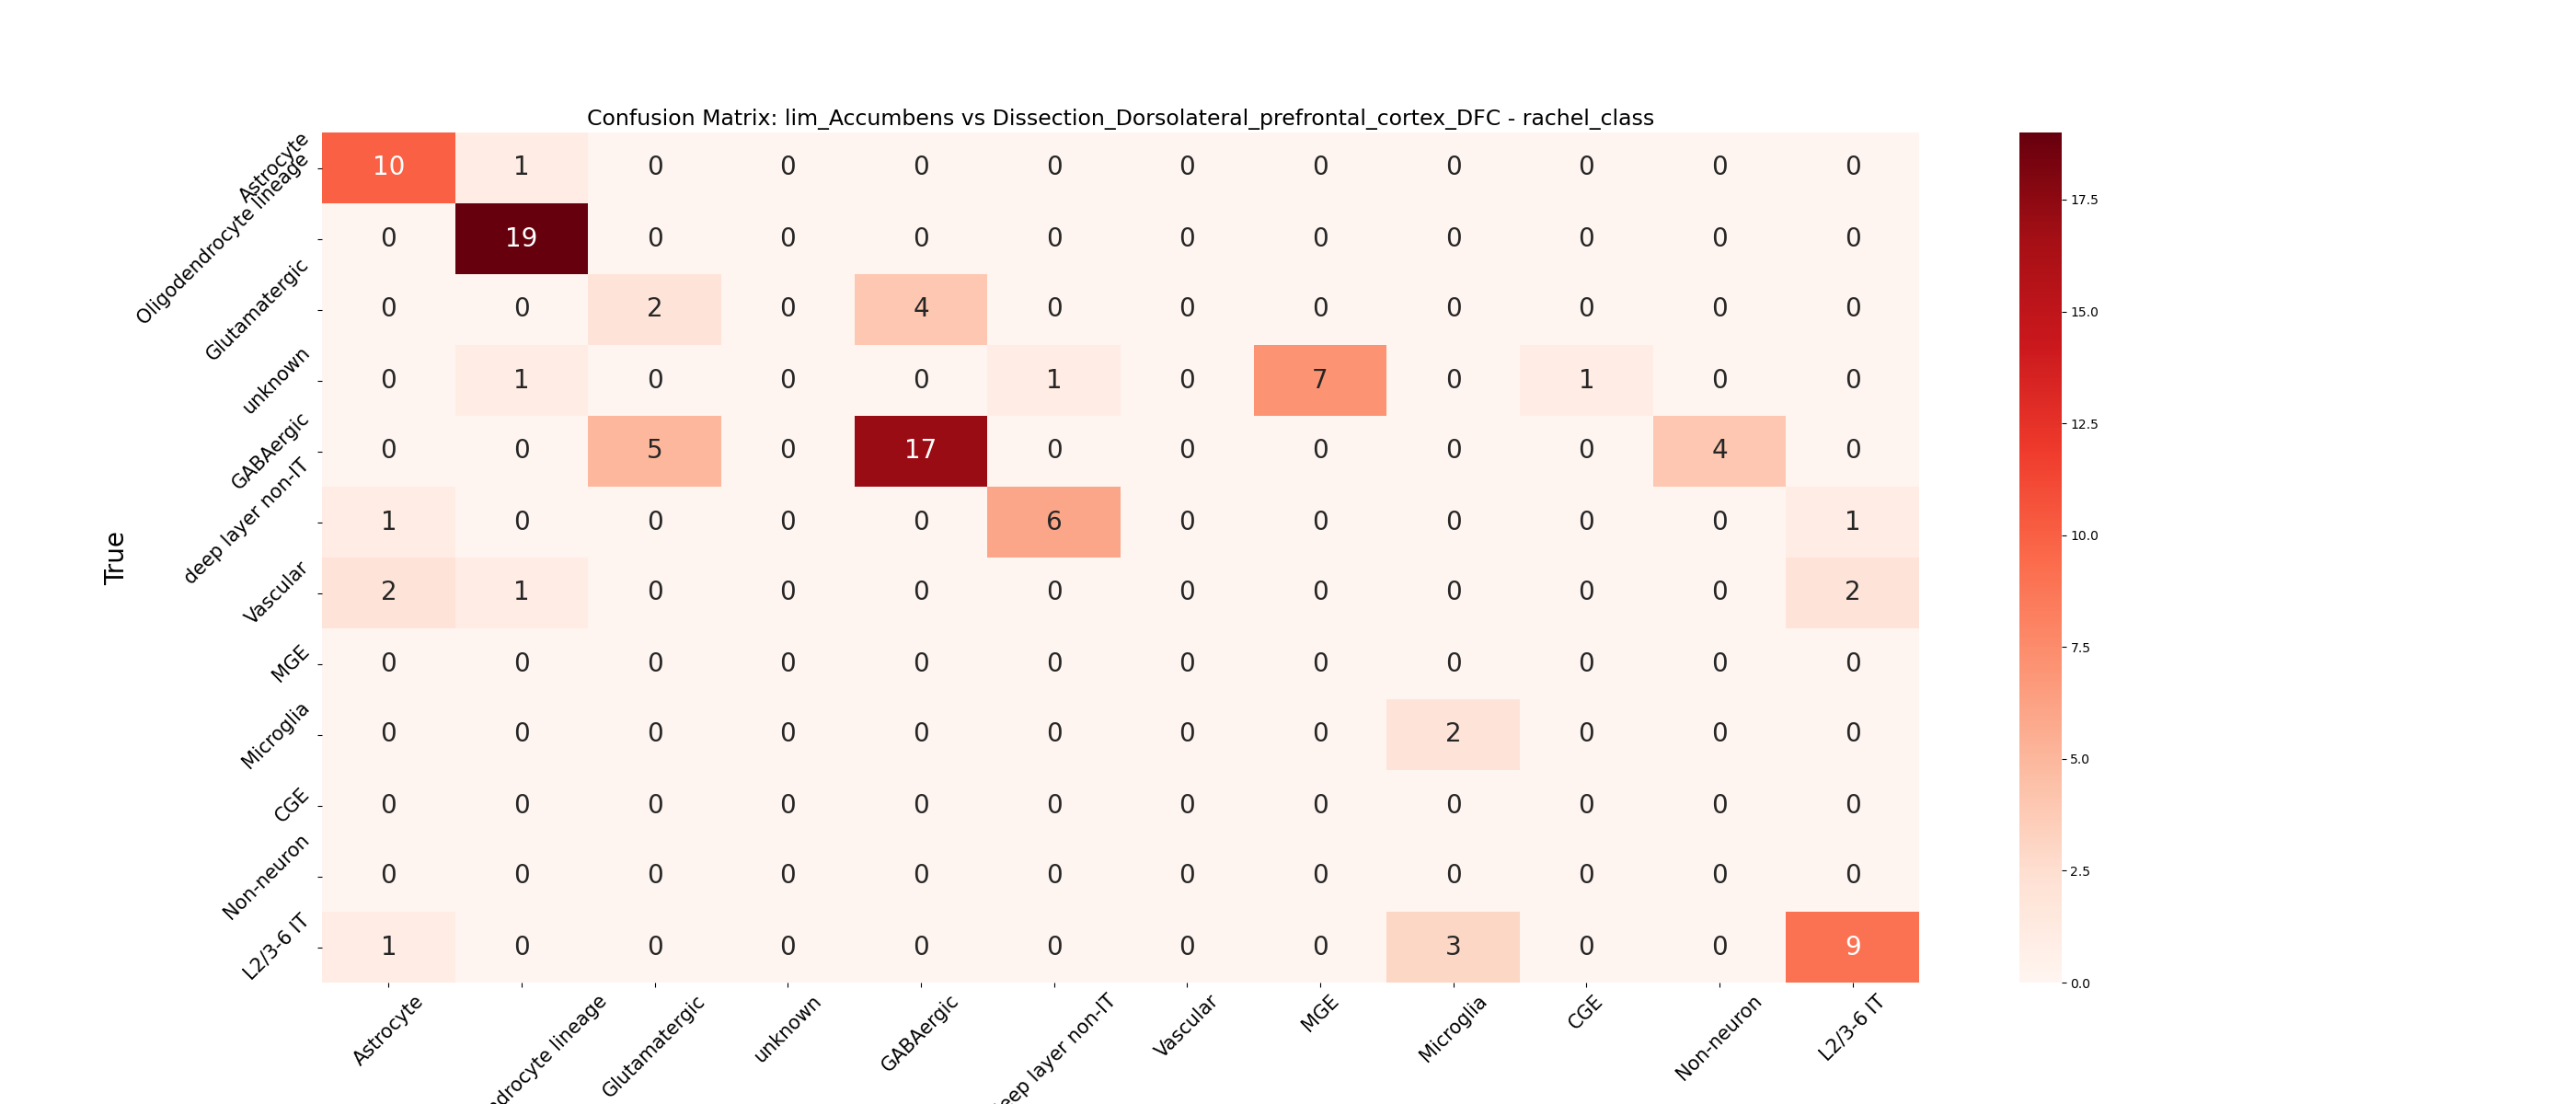 Confusion Matrix: lim_Accumbens vs Dissection_Dorsolateral_prefrontal_cortex_DFC - rachel_class
True
Astrocyte 10 1 0 0 0 0 0 0 0 0 0 0
Oligodendrocyte lineage 0 19 0 0 0 0 0 0 0 0 0 0
Glutamatergic 0 0 2 0 4 0 0 0 0 0 0 0
unknown 0 1 0 0 0 1 0 7 0 1 0 0
GABAergic 0 0 5 0 17 0 0 0 0 0 4 0
deep layer non-IT 1 0 0 0 0 6 0 0 0 0 0 1
Vascular 2 1 0 0 0 0 0 0 0 0 0 2
MGE 0 0 0 0 0 0 0 0 0 0 0 0
Microglia 0 0 0 0 0 0 0 0 2 0 0 0
CGE 0 0 0 0 0 0 0 0 0 0 0 0
Non-neuron 0 0 0 0 0 0 0 0 0 0 0 0
L2/3-6 IT 1 0 0 0 0 0 0 0 3 0 0 9
Astrocyte
lineage
Glutamatergic
unknown
GABAergic
layer non-IT
Vascular
MGE
Microglia
CGE
Non-neuron
L2/3-6 IT
17.5
15.0
12.5
10.0
7.5
5.0
2.5
0.0